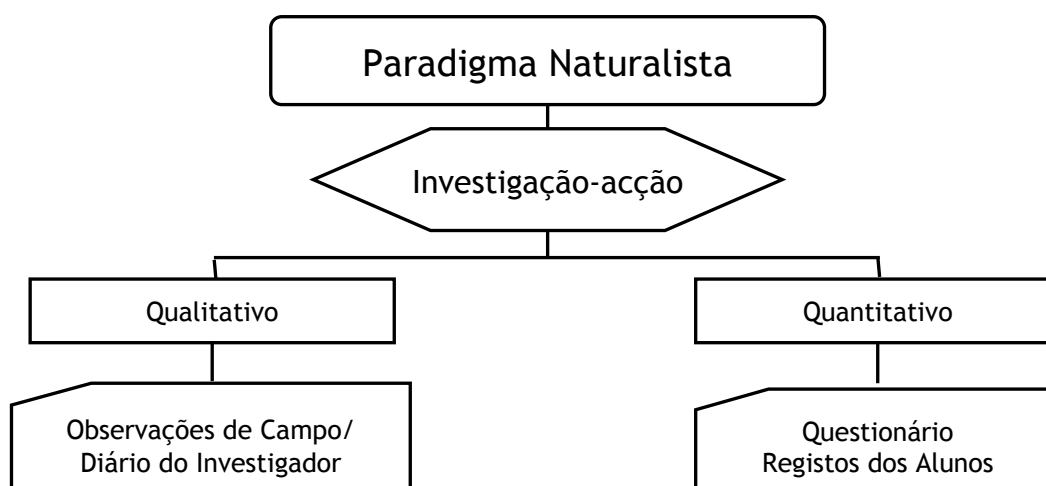 Paradigma Naturalista
Investigação-acção
Qualitativo
Quantitativo
Observações de Campo/
Diário do Investigador
Questionário
Registos dos Alunos